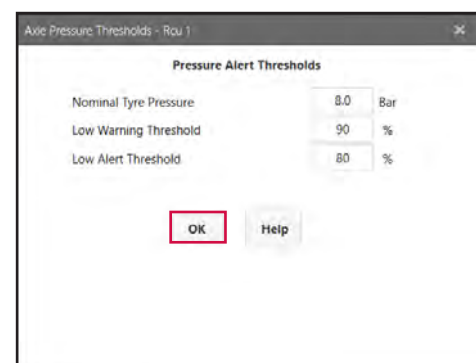 Axle Pressure Thresholds - Rcu 1 ×
Pressure Alert Thresholds
Nominal Tyre Pressure 8.0 Bar
Low Warning Threshold 90 %
Low Alert Threshold 80 %
OK Help